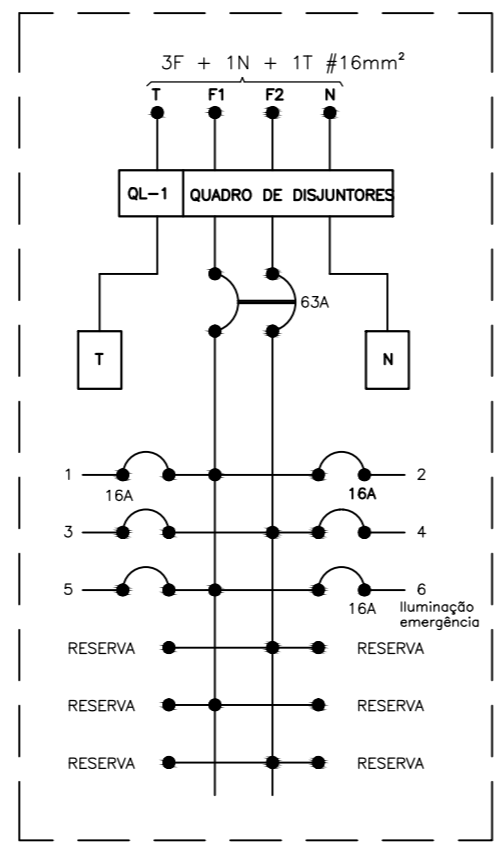 3F + 1N + 1T #16mm²
T F1 F2 N
QL-1 QUADRO DE DISJUNTORES
63A
T N
1 2
16A 16A
3 4
5 6
16A Iluminação
emergência
RESERVA RESERVA
RESERVA RESERVA
RESERVA RESERVA